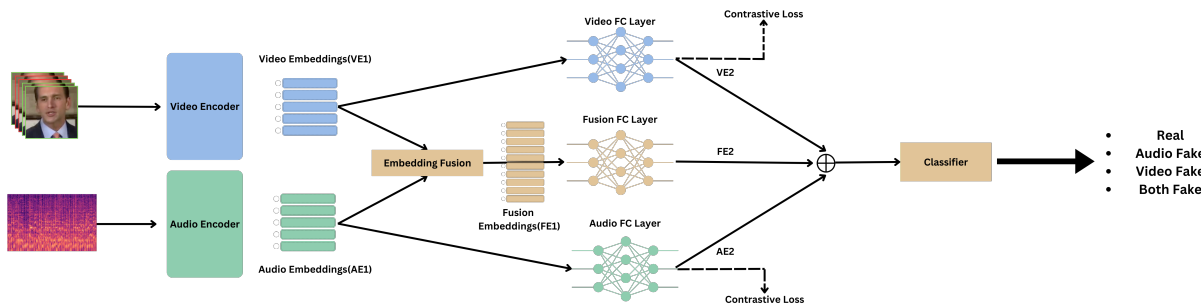 Video FC Layer
Contrastive Loss
Video Embeddings(VE1)
VE2
Video Encoder
Fusion FC Layer
Embedding Fusion
FE2
Classifier
Real
Audio Fake
Video Fake
Both Fake
Fusion
Embeddings(FE1)
Audio Encoder
Audio FC Layer
AE2
Audio Embeddings(AE1)
Contrastive Loss